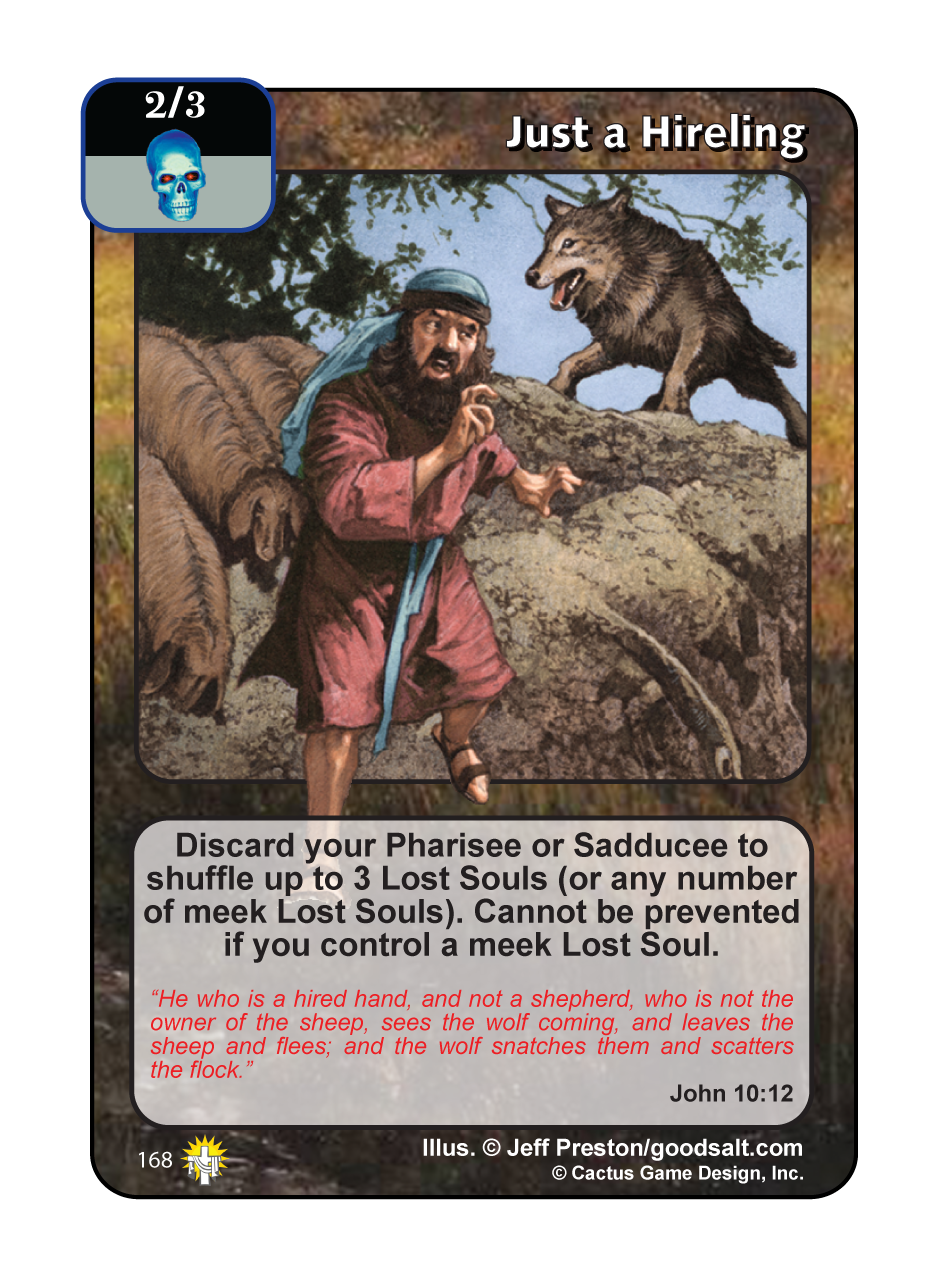 2/3
Just a Hireling
Discard your Pharisee or Sadducee to
shuffle up to 3 Lost Souls (or any number
of meek Lost Souls). Cannot be prevented
if you control a meek Lost Soul.
“He who is a hired hand, and not a shepherd, who is not the
owner of the sheep, sees the wolf coming, and leaves the
sheep and flees; and the wolf snatches them and scatters
the flock.”
John 10:12
168
Illus. © Jeff Preston/goodsalt.com
© Cactus Game Design, Inc.